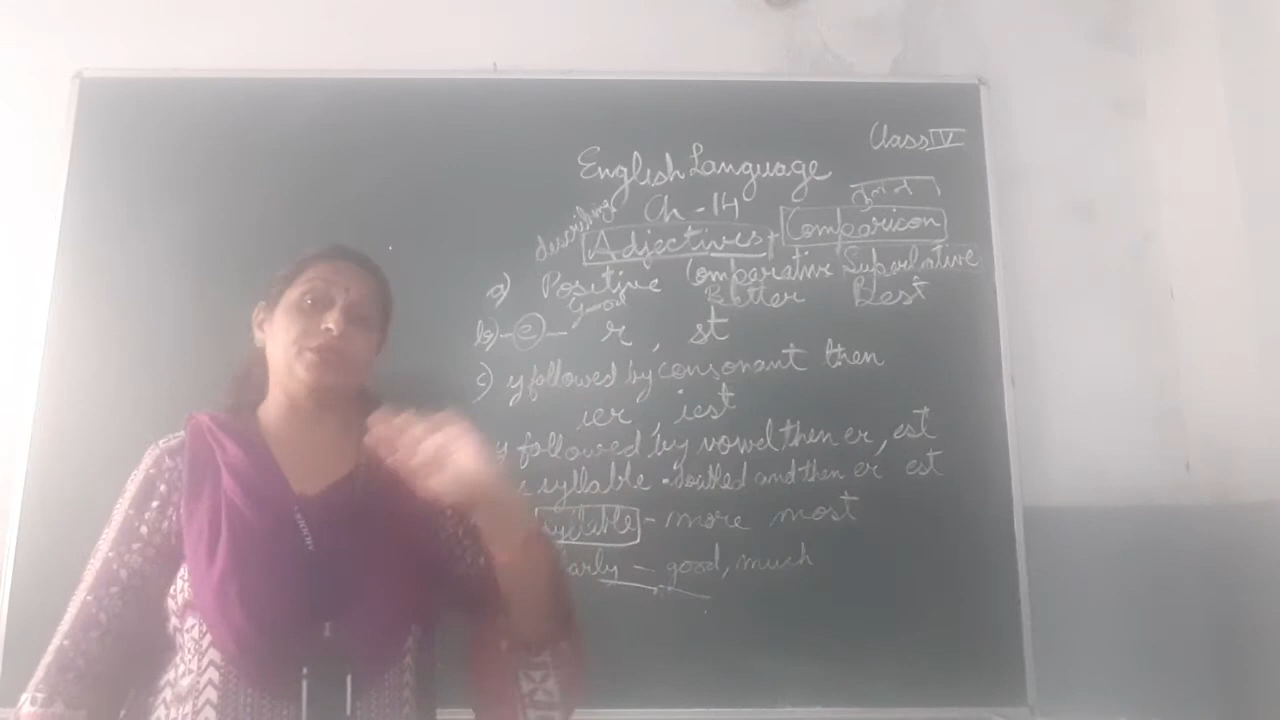 Class IV
English Language
Ch - 14
describing
Adjectives + Comparison
a) Positive Comparative Superlative
Good Better Best
b) - e - r, st
c) y followed by consonant then
ier, iest
y followed by vowel then er, est
syllable - doubled and then er est
syllable - more most
larly - good, much